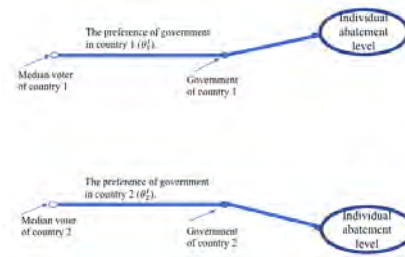 Individual
abatement
level
The preference of government
in country 1 (θ₁ᴵ).
Median voter
of country 1
Government
of country 1
The preference of government
in country 2 (θ₂ᴵ).
Median voter
of country 2
Government
of country 2
Individual
abatement
level